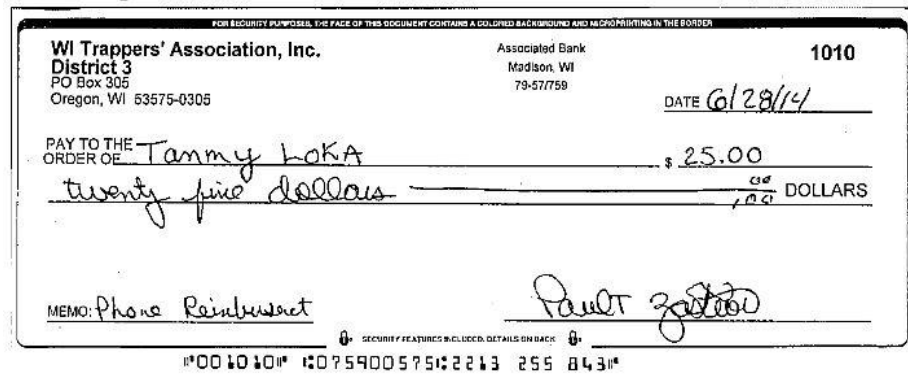 FOR SECURITY PURPOSES, THE FACE OF THIS DOCUMENT CONTAINS A COLORED BACKGROUND AND MICROPRINTING IN THE BORDER
WI Trappers' Association, Inc.
District 3
PO Box 305
Oregon, WI 53575-0305
Associated Bank
Madison, WI
79-57/759
1010
DATE 6/28/14
PAY TO THE
ORDER OF Tammy LOKA
$ 25.00
twenty five dollars 00/100 DOLLARS
MEMO: Phone
Paul T
SECURITY FEATURES INCLUDED. DETAILS ON BACK
⑈001010⑈ ⑆075900575⑆2213 255 843⑈